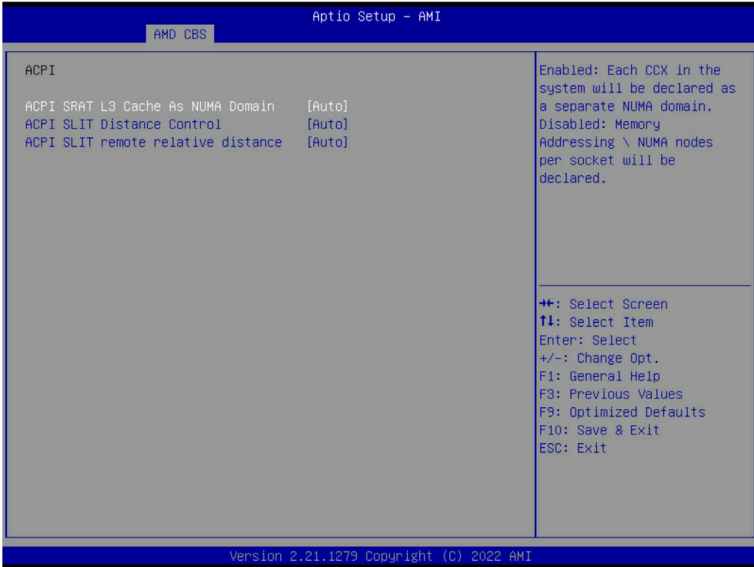 Aptio Setup - AMI
AMD CBS
ACPI
ACPI SRAT L3 Cache As NUMA Domain [Auto]
ACPI SLIT Distance Control [Auto]
ACPI SLIT remote relative distance [Auto]
Enabled: Each CCX in the
system will be declared as
a separate NUMA domain.
Disabled: Memory
Addressing \ NUMA nodes
per socket will be
declared.
→←: Select Screen
↑↓: Select Item
Enter: Select
+/-: Change Opt.
F1: General Help
F3: Previous Values
F9: Optimized Defaults
F10: Save & Exit
ESC: Exit
Version 2.21.1279 Copyright (C) 2022 AMI